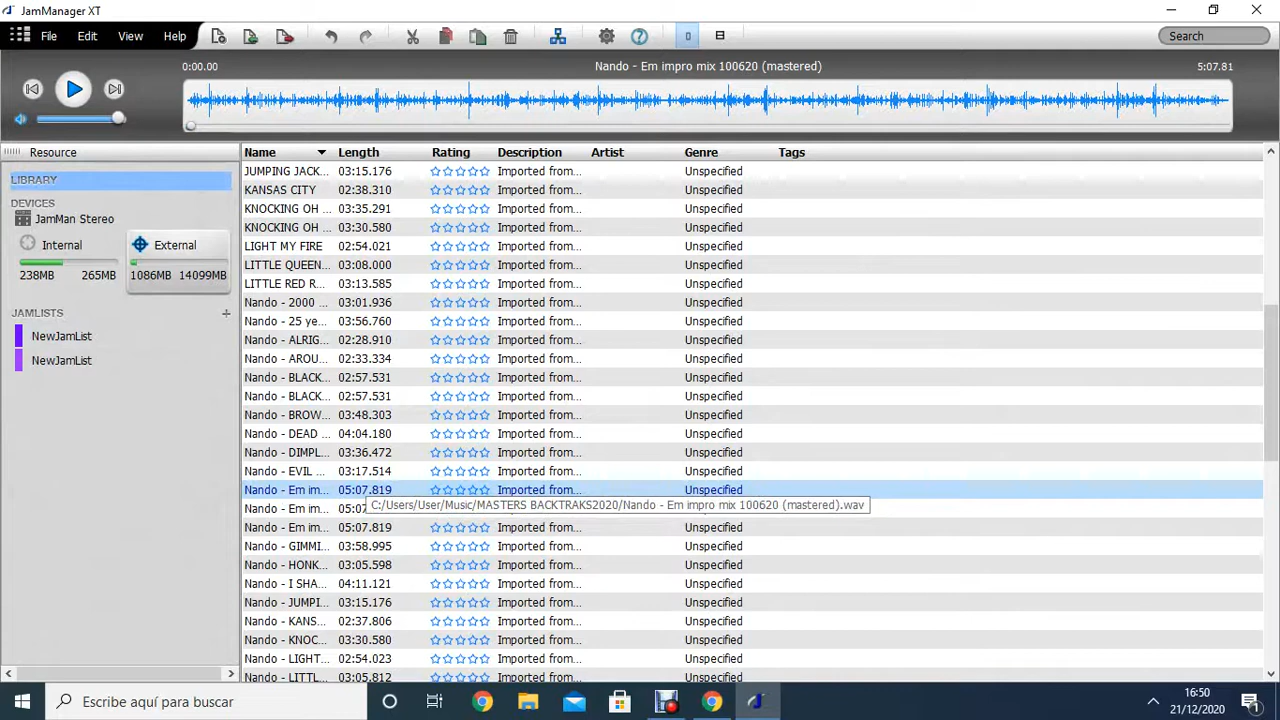 JamManager XT
File Edit View Help
Search
0:00.00 Nando - Em impro mix 100620 (mastered) 5:07.81
Resource
LIBRARY
DEVICES
JamMan Stereo
Internal
238MB 265MB
External
1086MB 14099MB
JAMLISTS +
NewJamList
NewJamList
Name Length Rating Description Artist Genre Tags
JUMPING JACK... 03:15.176 Imported from... Unspecified
KANSAS CITY 02:38.310 Imported from... Unspecified
KNOCKING OH ... 03:35.291 Imported from... Unspecified
KNOCKING OH ... 03:30.580 Imported from... Unspecified
LIGHT MY FIRE 02:54.021 Imported from... Unspecified
LITTLE QUEEN... 03:08.000 Imported from... Unspecified
LITTLE RED R... 03:13.585 Imported from... Unspecified
Nando - 2000 ... 03:01.936 Imported from... Unspecified
Nando - 25 ye... 03:56.760 Imported from... Unspecified
Nando - ALRIG... 02:28.910 Imported from... Unspecified
Nando - AROU... 02:33.334 Imported from... Unspecified
Nando - BLACK... 02:57.531 Imported from... Unspecified
Nando - BLACK... 02:57.531 Imported from... Unspecified
Nando - BROW... 03:48.303 Imported from... Unspecified
Nando - DEAD ... 04:04.180 Imported from... Unspecified
Nando - DIMPL... 03:36.472 Imported from... Unspecified
Nando - EVIL ... 03:17.514 Imported from... Unspecified
Nando - Em im... 05:07.819 Imported from... Unspecified
Nando - Em im... 05:07
C:/Users/User/Music/MASTERS BACKTRAKS2020/Nando - Em impro mix 100620 (mastered).wav
Nando - Em im... 05:07.819 Imported from... Unspecified
Nando - GIMMI... 03:58.995 Imported from... Unspecified
Nando - HONK... 03:05.598 Imported from... Unspecified
Nando - I SHA... 04:11.121 Imported from... Unspecified
Nando - JUMPI... 03:15.176 Imported from... Unspecified
Nando - KANS... 02:37.806 Imported from... Unspecified
Nando - KNOC... 03:30.580 Imported from... Unspecified
Nando - LIGHT... 02:54.023 Imported from... Unspecified
Nando - LITTL... 03:05.812 Imported from... Unspecified
Escribe aquí para buscar
16:50
21/12/2020
1